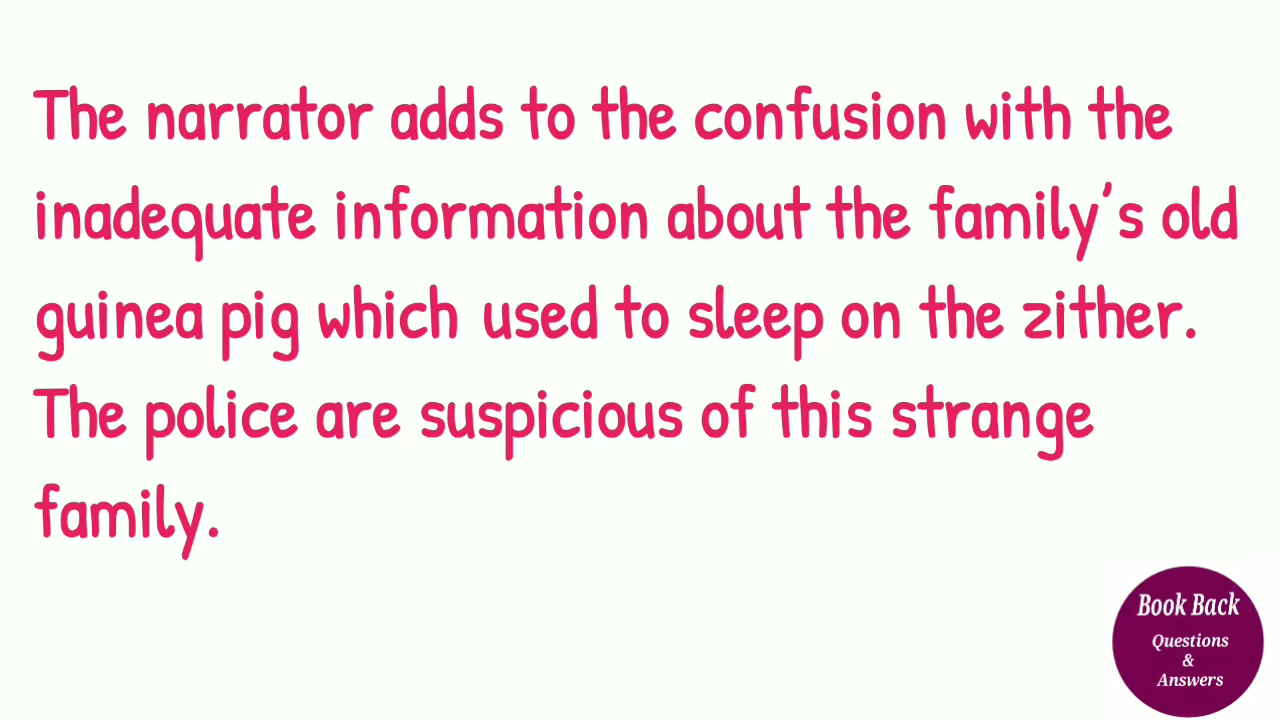 The narrator adds to the confusion with the
inadequate information about the family's old
guinea pig which used to sleep on the zither.
The police are suspicious of this strange
family.
Book Back
Questions
&
Answers